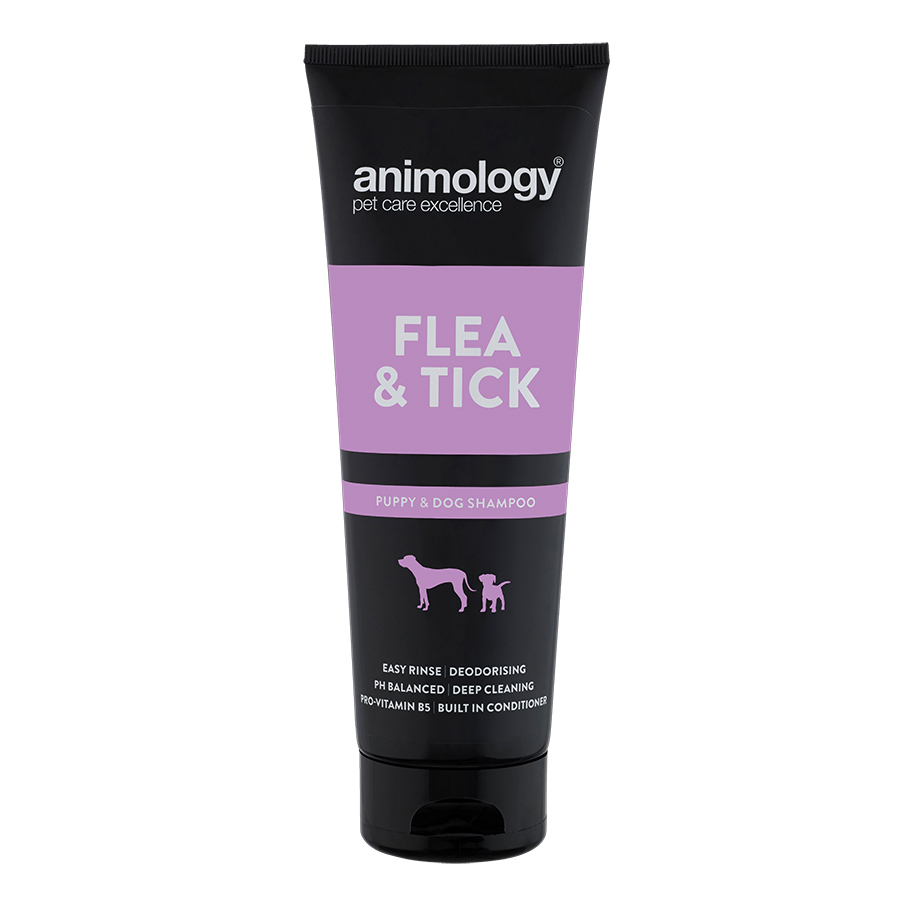 animology®
pet care excellence
FLEA
& TICK
PUPPY & DOG SHAMPOO
EASY RINSE | DEODORISING
PH BALANCED | DEEP CLEANING
PRO-VITAMIN B5 | BUILT IN CONDITIONER